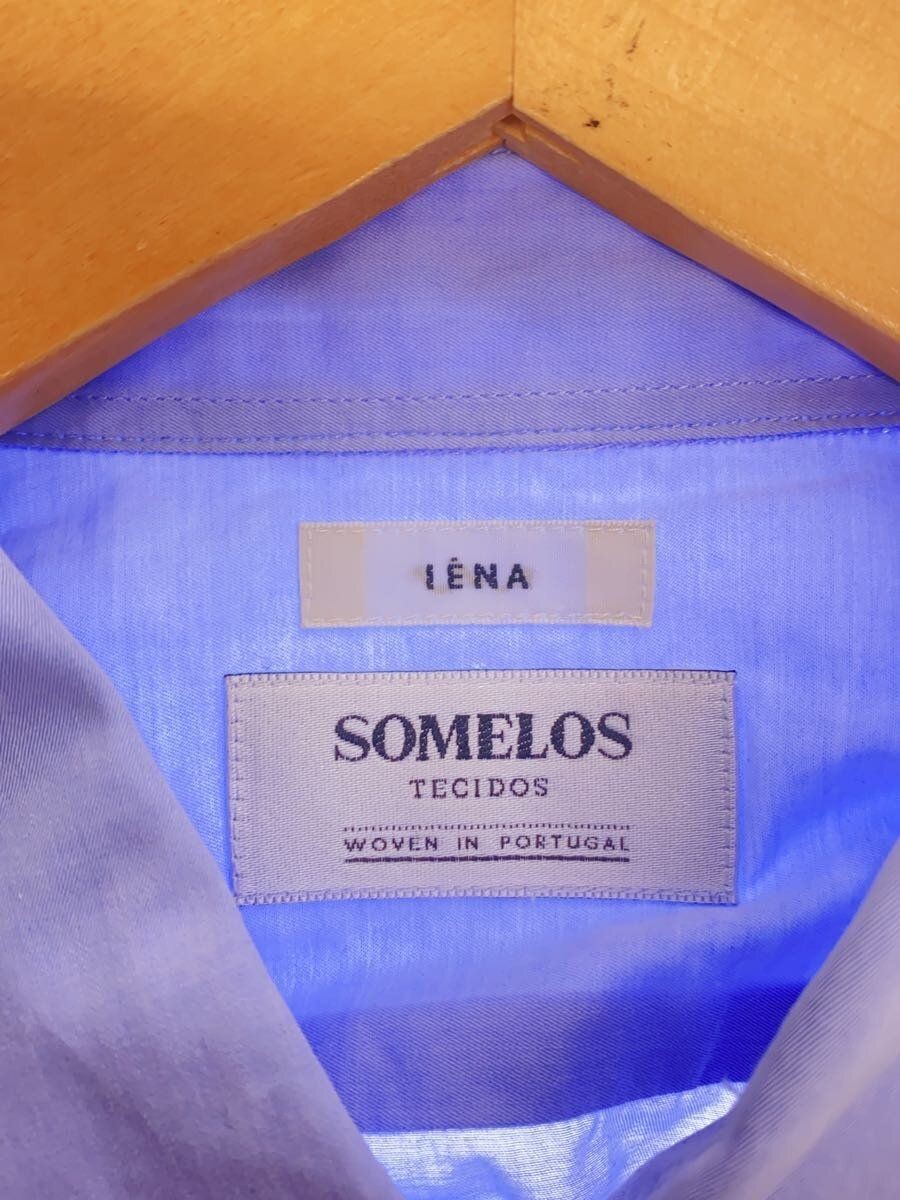 IÉNA
SOMELOS
TECIDOS
WOVEN IN PORTUGAL